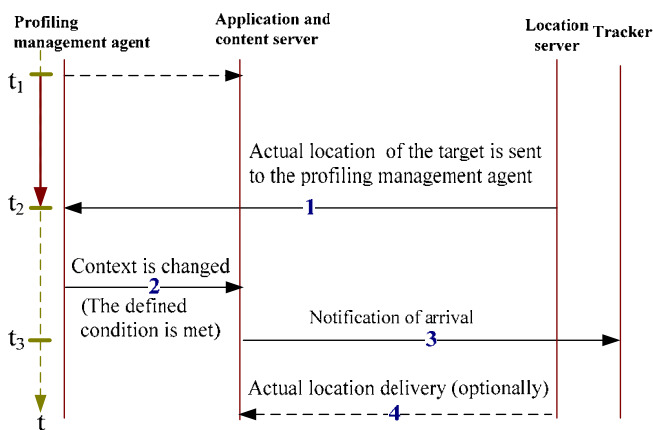 Profiling
management agent
Application and
content server
Location
server
Tracker
t1
Actual location of the target is sent
to the profiling management agent
t2
1
Context is changed
2
(The defined
condition is met)
Notification of arrival
t3
3
Actual location delivery (optionally)
4
t